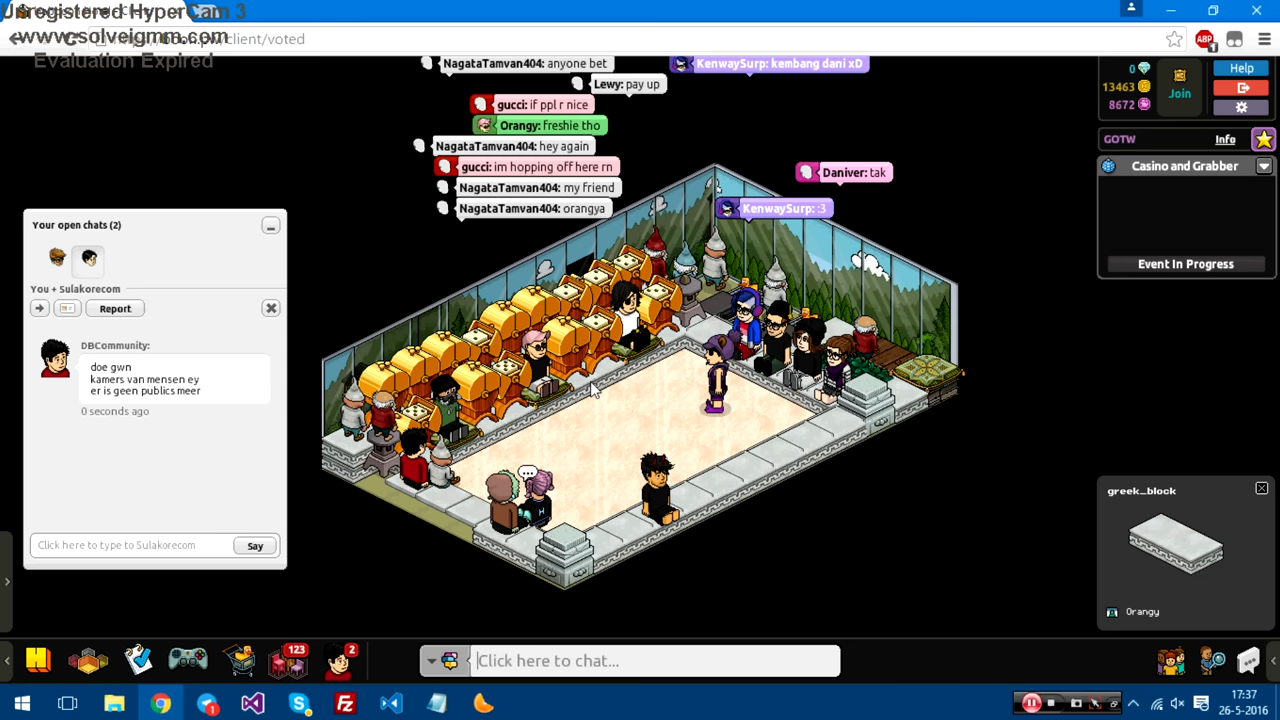 Unregistered HyperCam 3
www.solveigmm.com
Evaluation Expired
/client/voted
ABP
1
NagataTamvan404: anyone bet
KenwaySurp: kembang dani xD
Lewy: pay up
gucci: if ppl r nice
Orangy: freshie tho
NagataTamvan404: hey again
gucci: im hopping off here rn
Daniver: tak
NagataTamvan404: my friend
NagataTamvan404: orangya
KenwaySurp: :3
0
13463
8672
Join
Help
GOTW
Info
Casino and Grabber
Event In Progress
Your open chats (2)
You + Sulakorecom
Report
DBCommunity:
doe gwn
kamers van mensen ey
er is geen publics meer
0 seconds ago
Click here to type to Sulakorecom
Say
greek_block
Orangy
123
2
Click here to chat...
1
17:37
26-5-2016